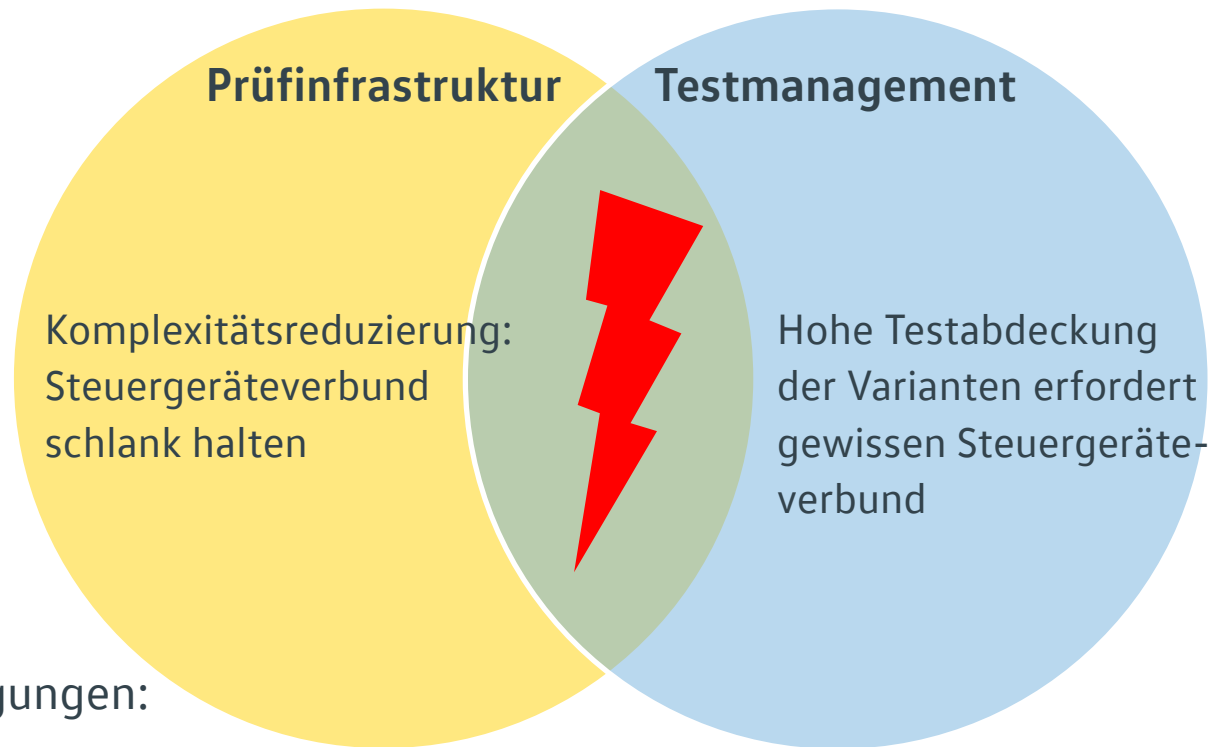 Prüfinfrastruktur
Testmanagement
Komplexitätsreduzierung:
Steuergeräteverbund
schlank halten
Hohe Testabdeckung
der Varianten erfordert
gewissen Steuergeräte-
verbund
gungen: